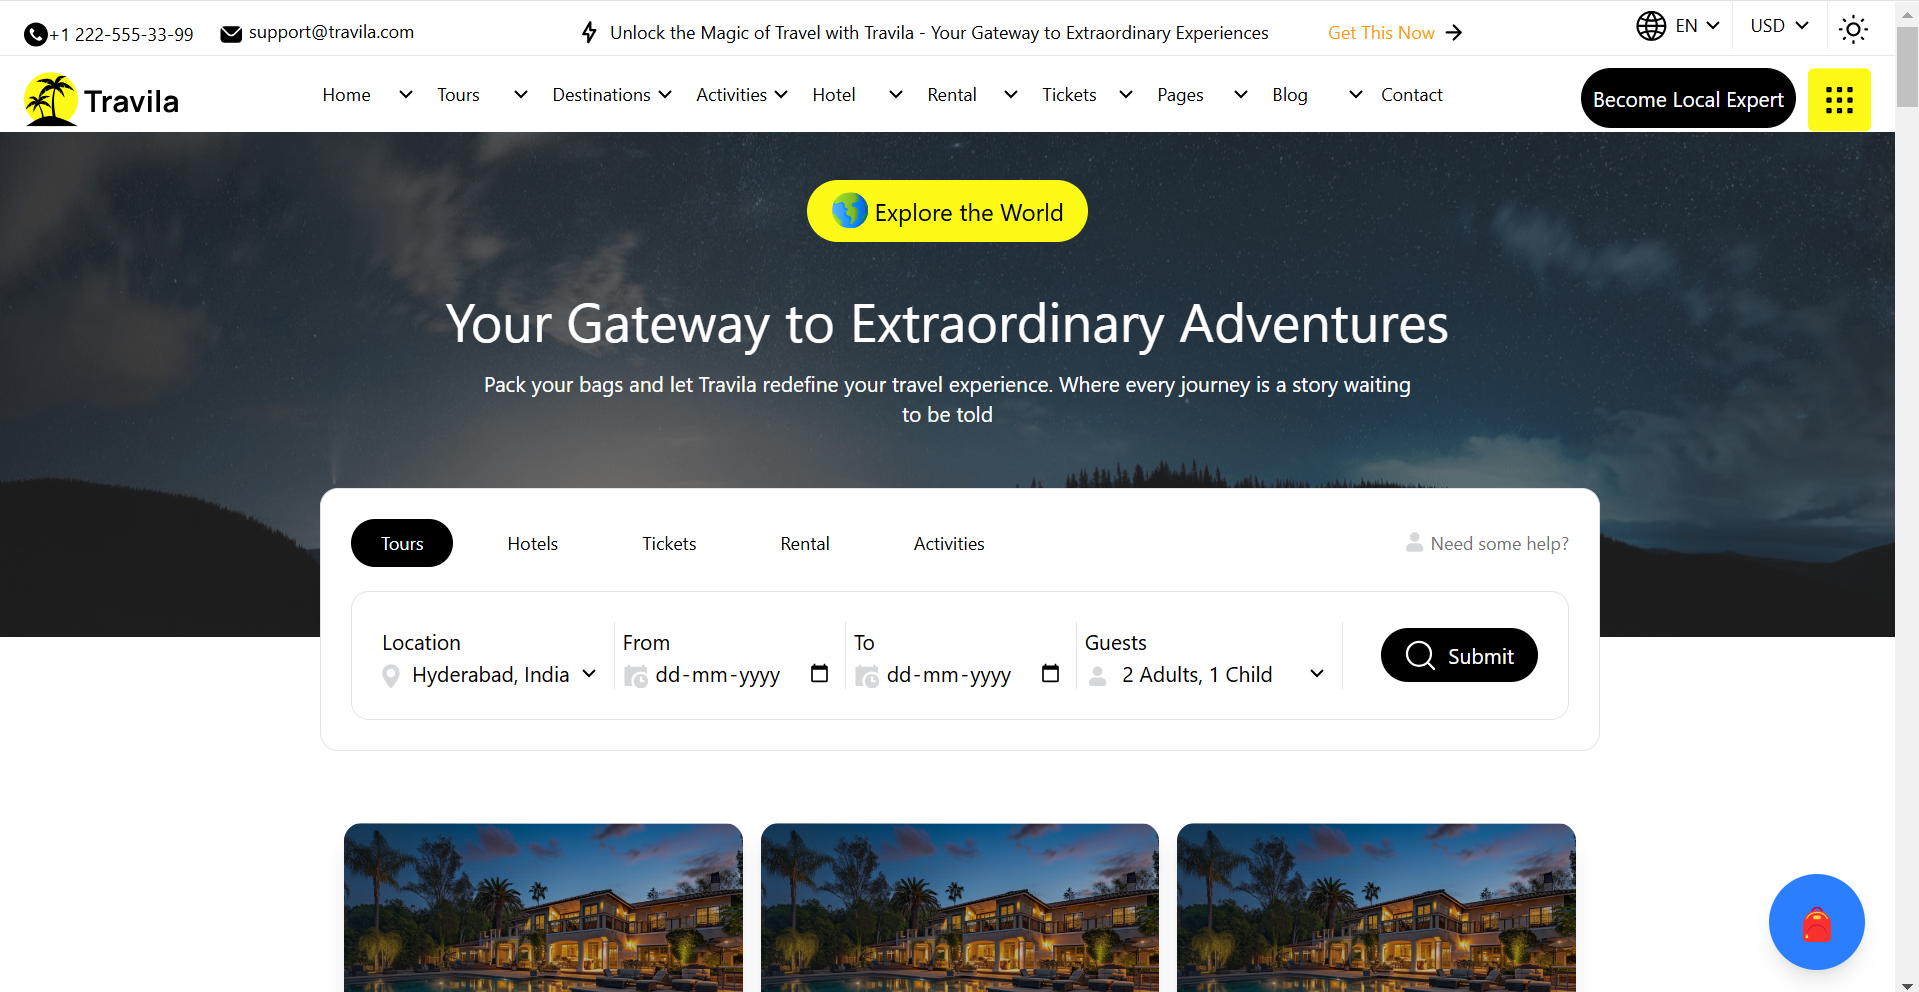 +1 222-555-33-99 support@travila.com Unlock the Magic of Travel with Travila - Your Gateway to Extraordinary Experiences Get This Now EN USD
Travila Home Tours Destinations Activities Hotel Rental Tickets Pages Blog Contact Become Local Expert
Explore the World
Your Gateway to Extraordinary Adventures
Pack your bags and let Travila redefine your travel experience. Where every journey is a story waiting
to be told
Tours Hotels Tickets Rental Activities Need some help?
Location From To Guests
Hyderabad, India dd-mm-yyyy dd-mm-yyyy 2 Adults, 1 Child Submit